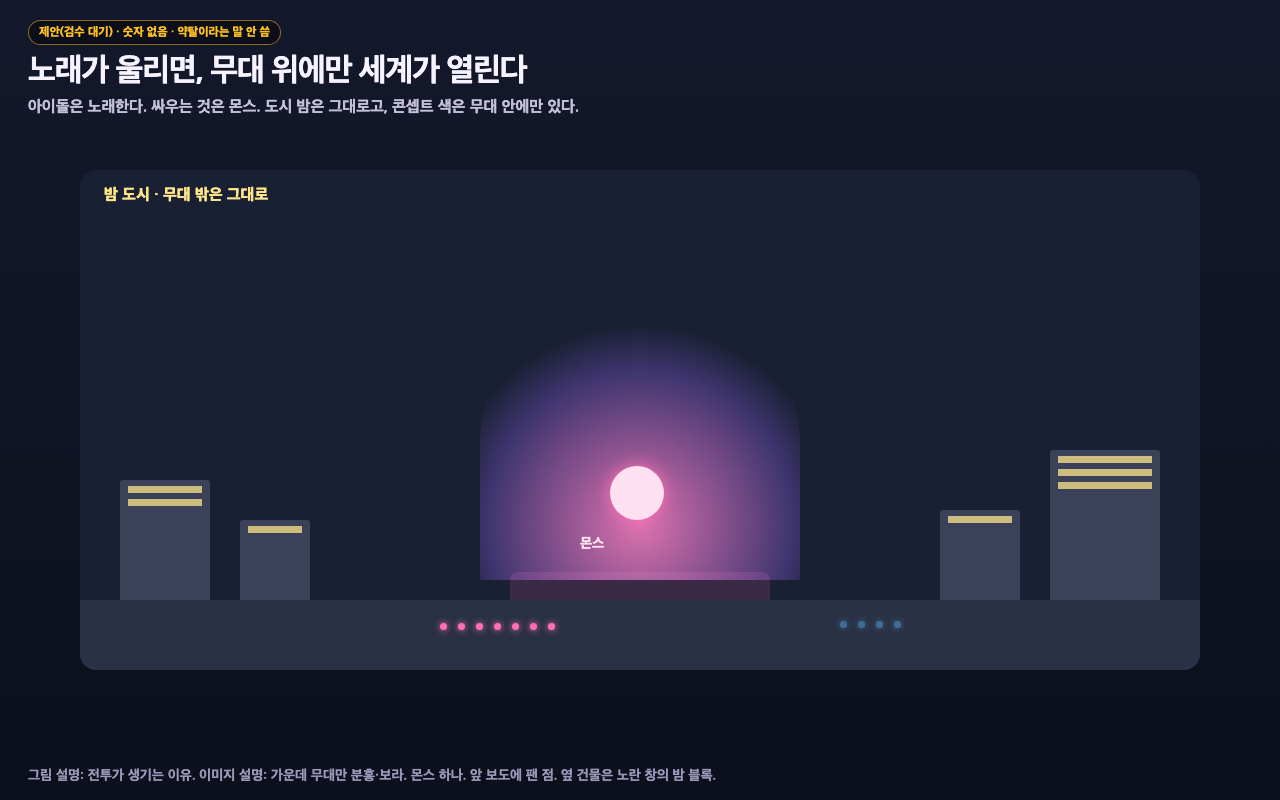 제안(검수 대기) · 숫자 없음 · 약탈이라는 말 안 씀
노래가 울리면, 무대 위에만 세계가 열린다
아이돌은 노래한다. 싸우는 것은 몬스. 도시 밤은 그대로고, 콘셉트 색은 무대 안에만 있다.
밤 도시 · 무대 밖은 그대로
몬스
그림 설명: 전투가 생기는 이유. 이미지 설명: 가운데 무대만 분홍·보라. 몬스 하나. 앞 보도에 팬 점. 옆 건물은 노란 창의 밤 블록.